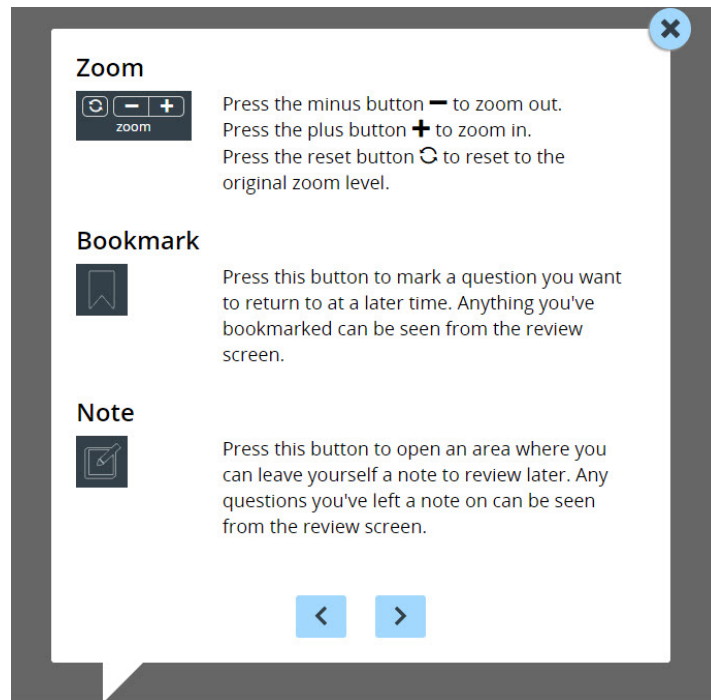 Zoom
zoom
Press the minus button − to zoom out.
Press the plus button + to zoom in.
Press the reset button to reset to the
original zoom level.
Bookmark
Press this button to mark a question you want
to return to at a later time. Anything you've
bookmarked can be seen from the review
screen.
Note
Press this button to open an area where you
can leave yourself a note to review later. Any
questions you've left a note on can be seen
from the review screen.